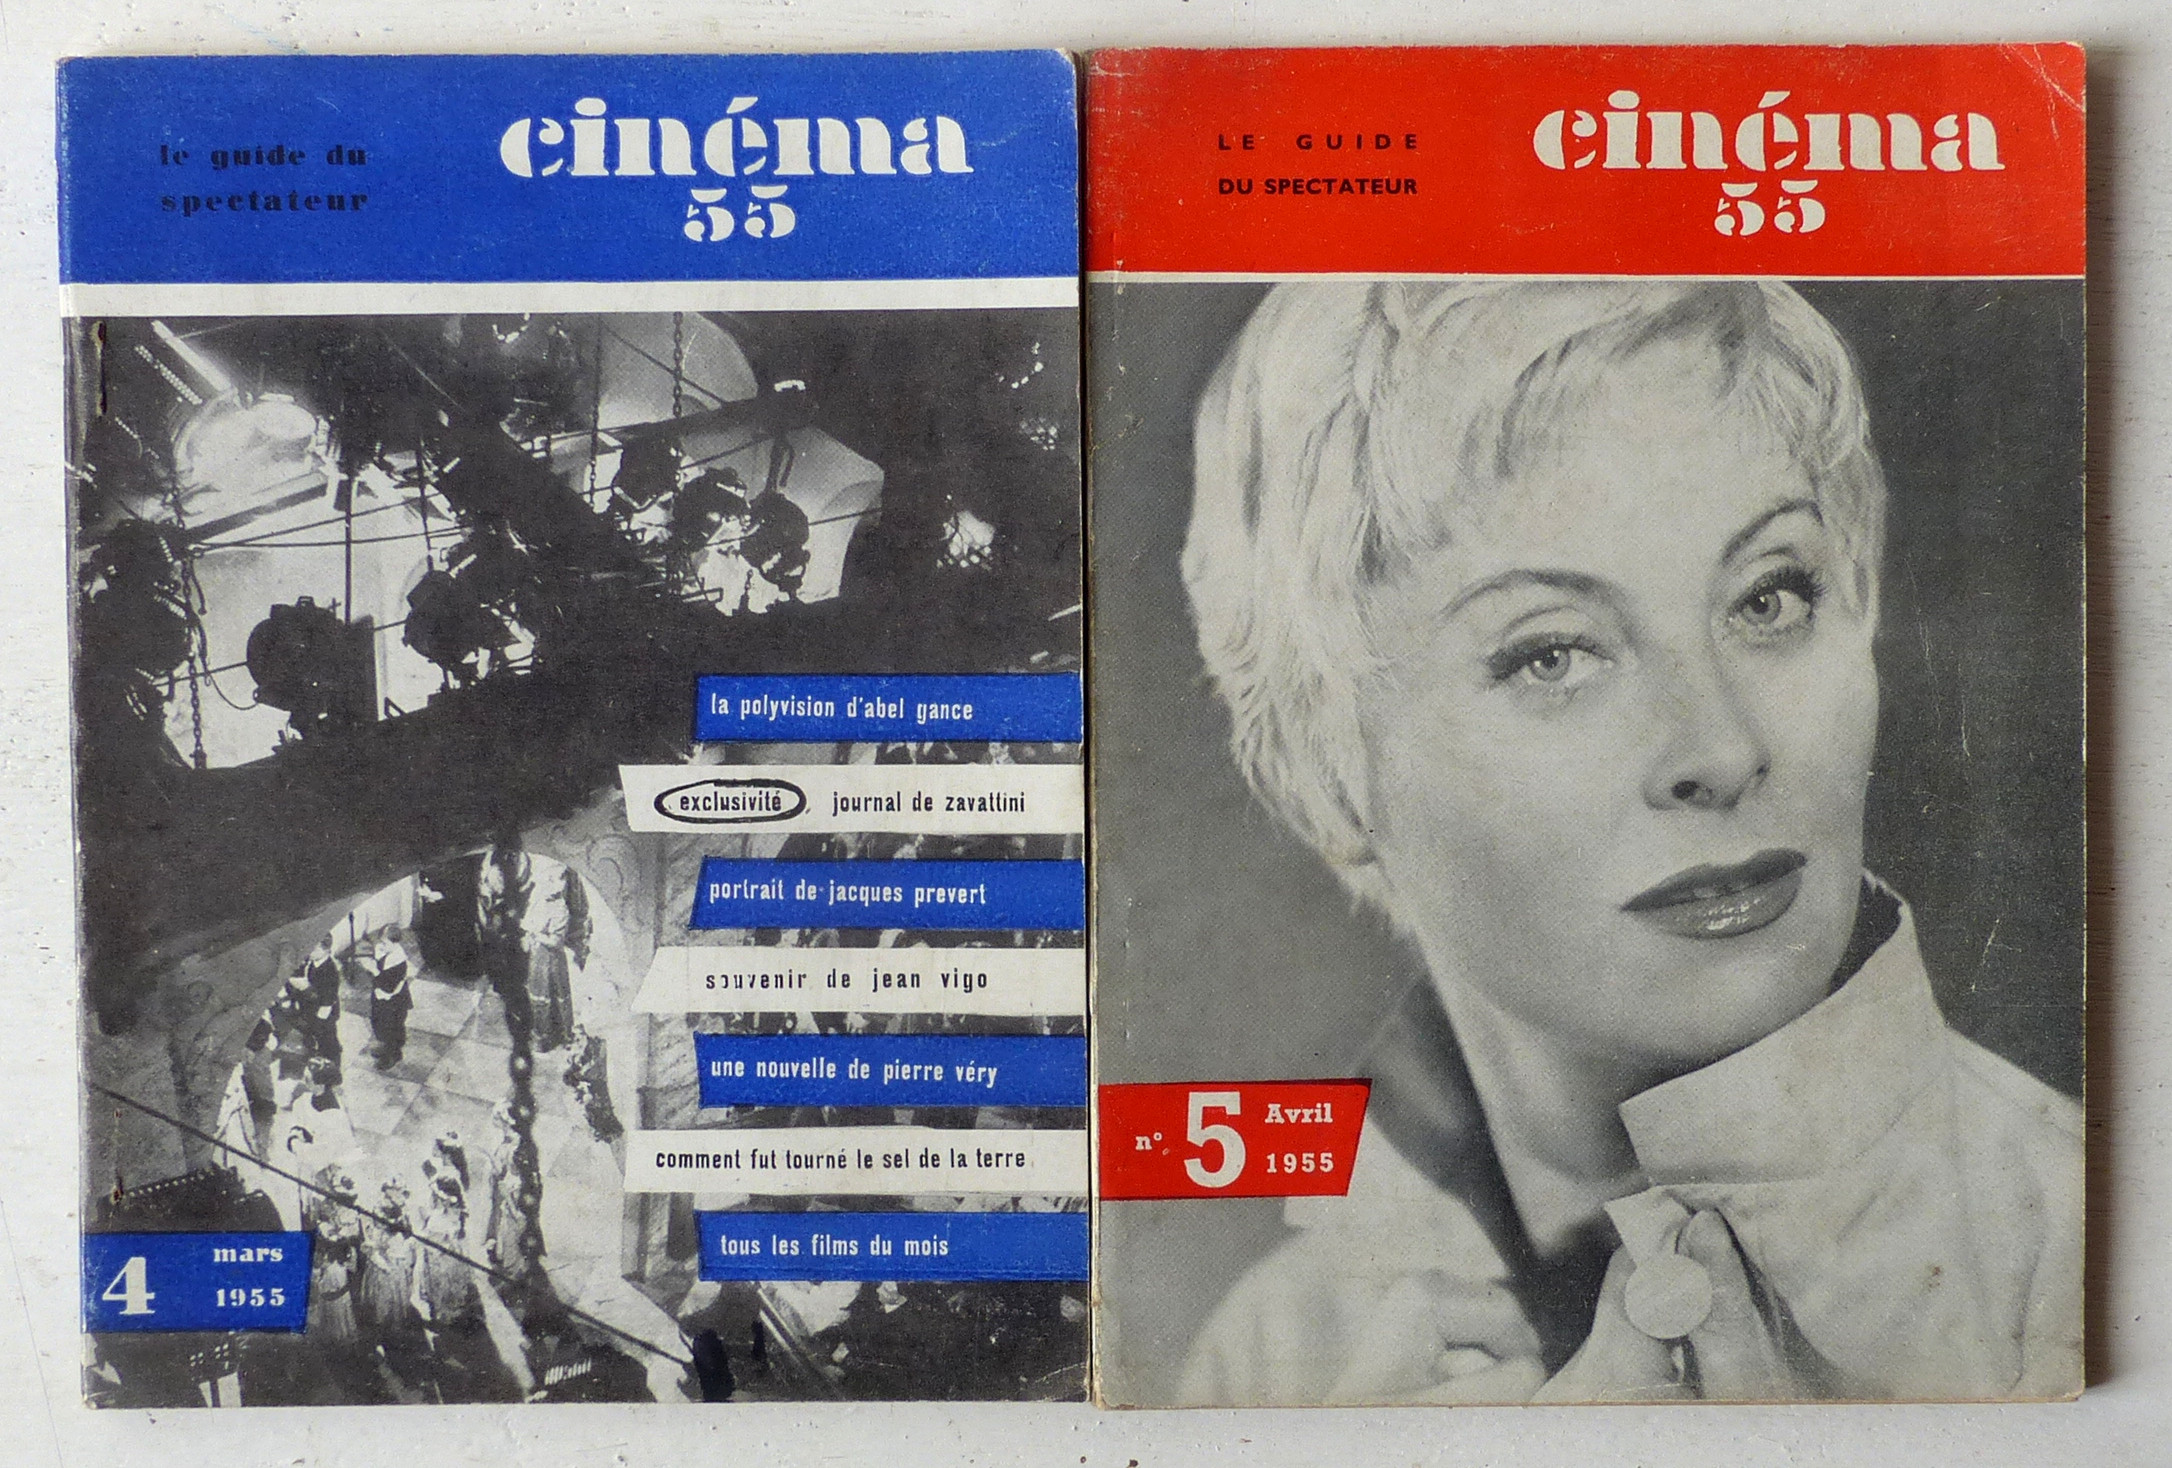 le guide du
spectateur
cinéma
55
la polyvision d'abel gance
exclusivité journal de zavattini
portrait de jacques prevert
souvenir de jean vigo
une nouvelle de pierre véry
comment fut tourné le sel de la terre
tous les films du mois
4 mars
1955
LE GUIDE
DU SPECTATEUR
cinéma
55
n° 5 Avril
1955